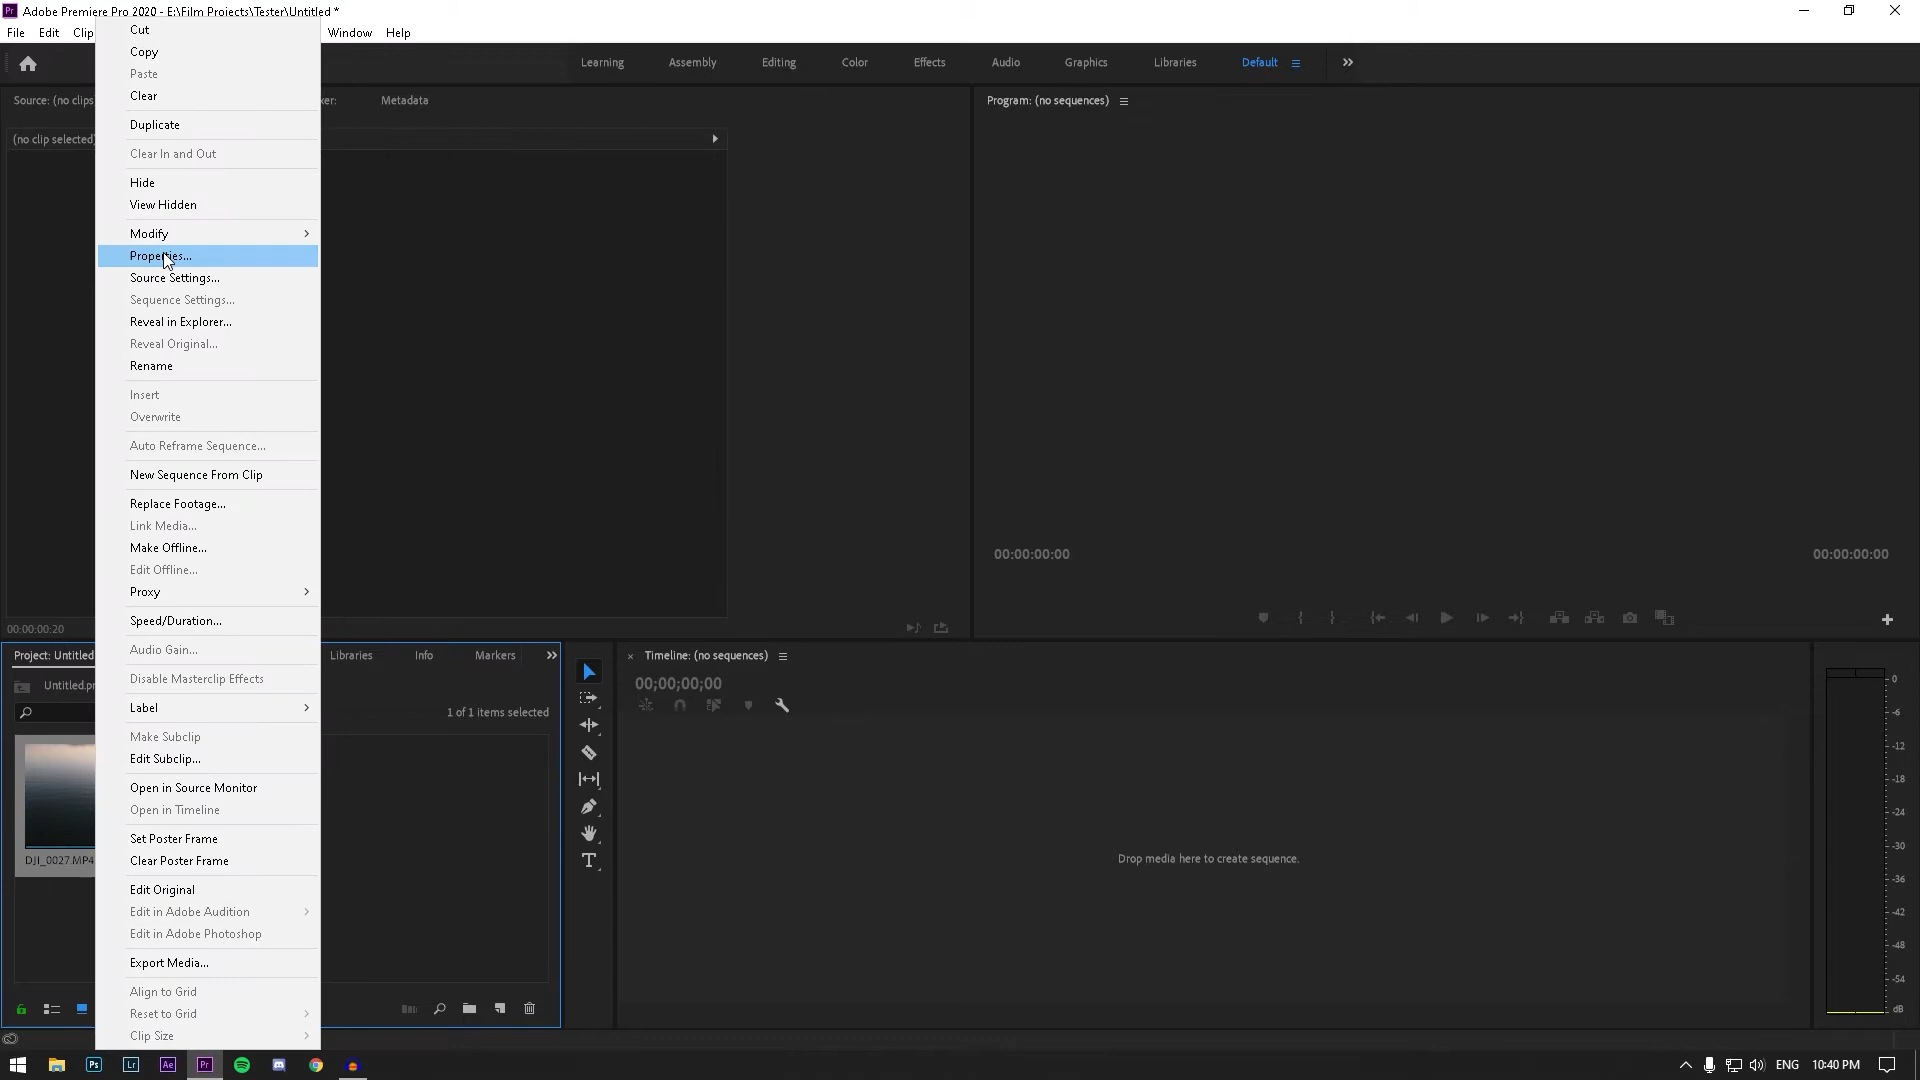 Pr Adobe Premiere Pro 2020 - E:\Film Projects\Tester\Untitled *
File Edit Clip Window Help
Learning Assembly Editing Color Effects Audio Graphics Libraries Default
Source: (no clips Metadata
Program: (no sequences)
(no clip selected)
Cut
Copy
Paste
Clear
Duplicate
Clear In and Out
Hide
View Hidden
Modify
Properties...
Source Settings...
Sequence Settings...
Reveal in Explorer...
Reveal Original...
Rename
Insert
Overwrite
Auto Reframe Sequence...
New Sequence From Clip
Replace Footage...
Link Media...
Make Offline...
Edit Offline...
Proxy
Speed/Duration...
Audio Gain...
Disable Masterclip Effects
Label
Make Subclip
Edit Subclip...
Open in Source Monitor
Open in Timeline
Set Poster Frame
Clear Poster Frame
Edit Original
Edit in Adobe Audition
Edit in Adobe Photoshop
Export Media...
Align to Grid
Reset to Grid
Clip Size
00:00:00:00 00:00:00:00
00:00:00:20
Project: Untitled Libraries Info Markers
Untitled.pr
1 of 1 items selected
DJI_0027.MP4
Timeline: (no sequences)
00;00;00;00
Drop media here to create sequence.
0
-6
-12
-18
-24
-30
-36
-42
-48
-54
dB
Ps Lr Ae Pr
ENG 10:40 PM